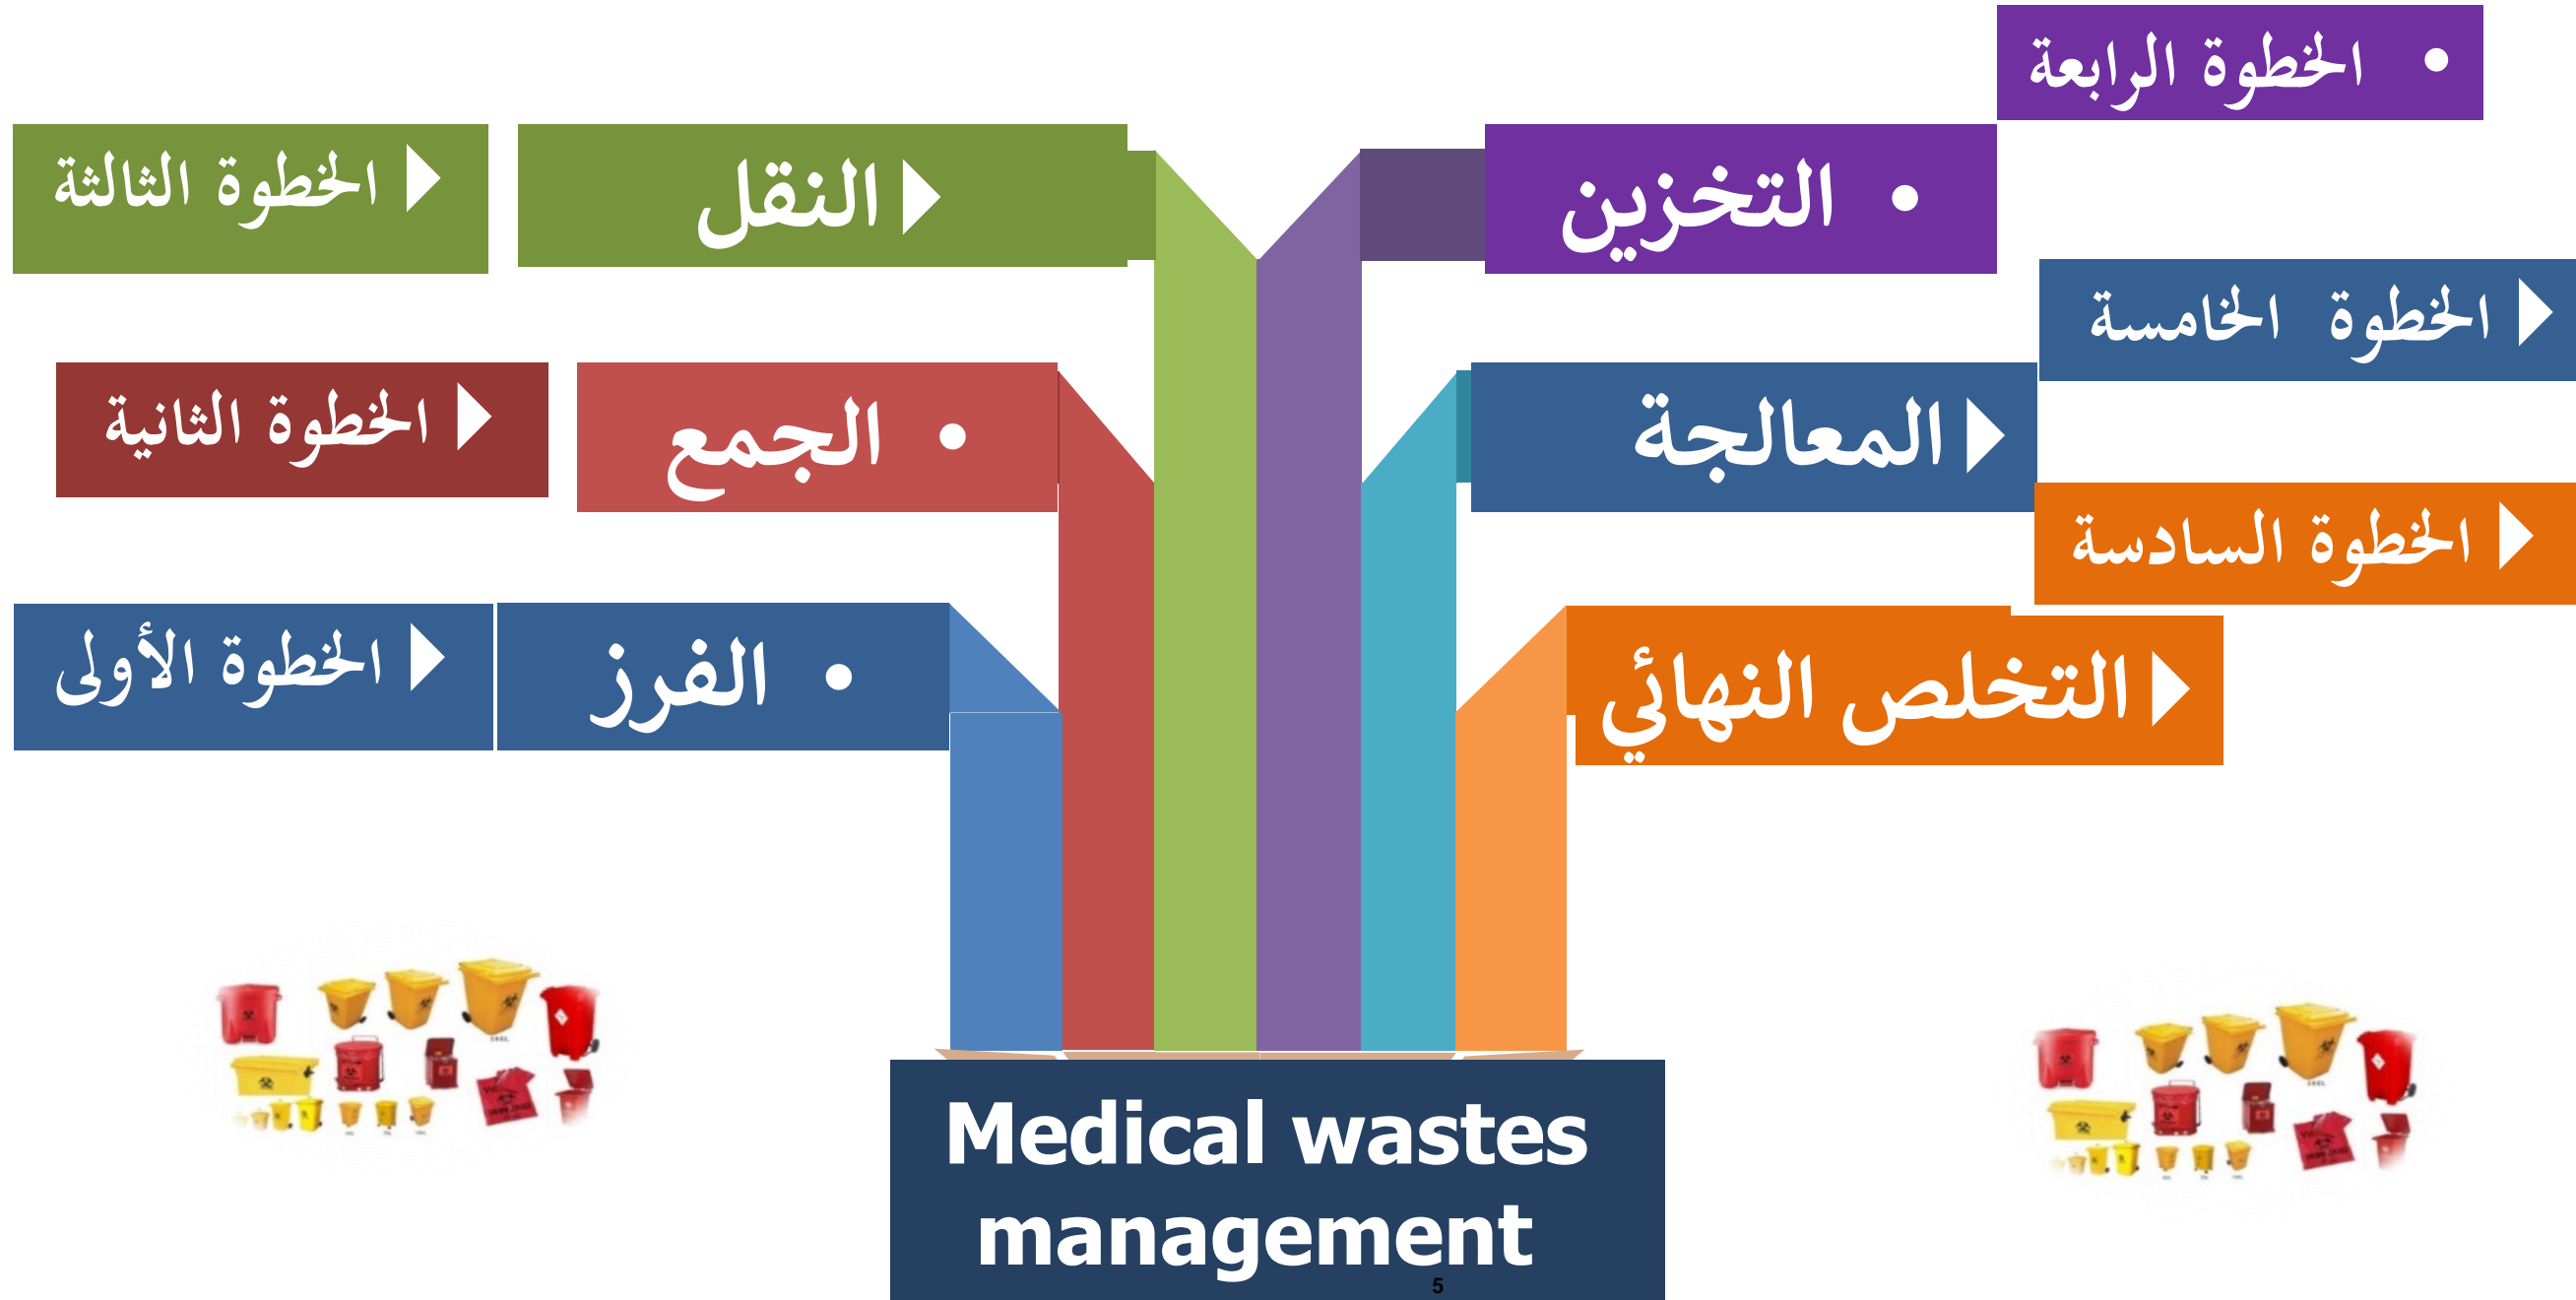 • الخطوة الرابعة
الخطوة الثالثة
النقل
• التخزين
الخطوة الخامسة
الخطوة الثانية
• الجمع
المعالجة
الخطوة السادسة
الخطوة الأولى
• الفرز
التخلص النهائي
Medical wastes
management
5